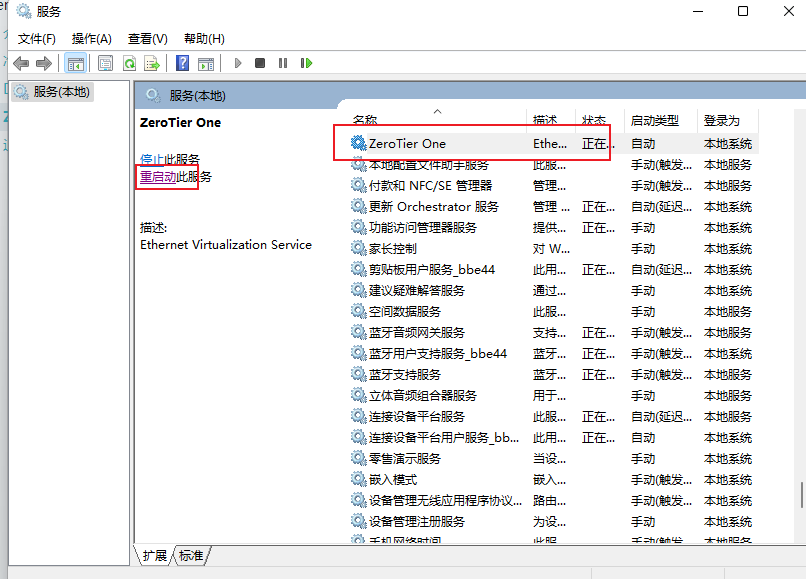 服务
文件(F) 操作(A) 查看(V) 帮助(H)
服务(本地)
服务(本地)
ZeroTier One
停止此服务
重启动此服务
描述:
Ethernet Virtualization Service
名称 描述 状态 启动类型 登录为
ZeroTier One Ethe... 正在... 自动 本地系统
本地配置文件助手服务 此服... 手动(触发... 本地系统
付款和 NFC/SE 管理器 管理... 手动(触发... 本地服务
更新 Orchestrator 服务 管理 ... 正在... 自动(延迟... 本地系统
功能访问管理器服务 提供... 正在... 手动 本地系统
家长控制 对 W... 手动 本地系统
剪贴板用户服务_bbe44 此用... 正在... 自动(延迟... 本地系统
建议疑难解答服务 通过... 手动 本地系统
空间数据服务 此服... 手动 本地服务
蓝牙音频网关服务 支持... 正在... 手动(触发... 本地服务
蓝牙用户支持服务_bbe44 蓝牙... 正在... 手动(触发... 本地系统
蓝牙支持服务 蓝牙... 正在... 手动(触发... 本地服务
立体音频组合器服务 用于... 手动 本地服务
连接设备平台服务 此服... 正在... 自动(延迟... 本地服务
连接设备平台用户服务_bb... 此用... 正在... 自动 本地系统
零售演示服务 当设... 手动 本地系统
嵌入模式 嵌入... 手动(触发... 本地系统
设备管理无线应用程序协议... 路由... 手动(触发... 本地系统
设备管理注册服务 为设... 手动 本地系统
手机网络时间 此服... 手动(触发... 本地服务
扩展 标准